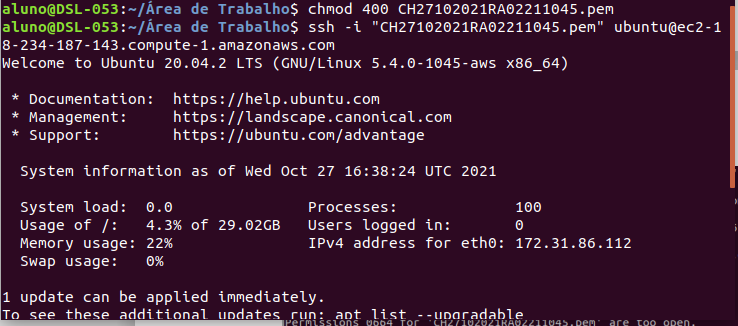 aluno@DSL-053:~/Área de Trabalho$ chmod 400 CH27102021RA02211045.pem
aluno@DSL-053:~/Área de Trabalho$ ssh -i "CH27102021RA02211045.pem" ubuntu@ec2-1
8-234-187-143.compute-1.amazonaws.com
Welcome to Ubuntu 20.04.2 LTS (GNU/Linux 5.4.0-1045-aws x86_64)
* Documentation:  https://help.ubuntu.com
* Management:     https://landscape.canonical.com
* Support:        https://ubuntu.com/advantage
System information as of Wed Oct 27 16:38:24 UTC 2021
System load:  0.0               Processes:             100
Usage of /:   4.3% of 29.02GB   Users logged in:       0
Memory usage: 22%               IPv4 address for eth0: 172.31.86.112
Swap usage:   0%
1 update can be applied immediately.
To see these additional updates run: apt list --upgradable
Permissions 0664 for 'CH27102021RA02211045.pem' are too open.